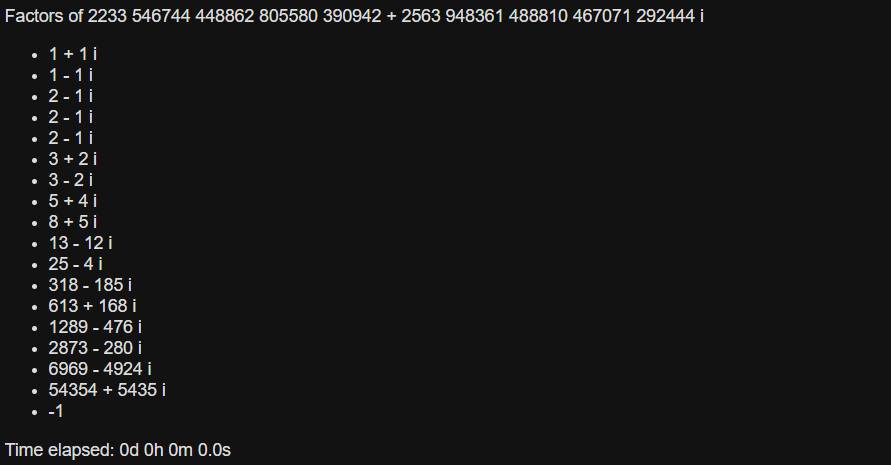 Factors of 2233 546744 448862 805580 390942 + 2563 948361 488810 467071 292444 i
• 1 + 1 i
• 1 - 1 i
• 2 - 1 i
• 2 - 1 i
• 2 - 1 i
• 3 + 2 i
• 3 - 2 i
• 5 + 4 i
• 8 + 5 i
• 13 - 12 i
• 25 - 4 i
• 318 - 185 i
• 613 + 168 i
• 1289 - 476 i
• 2873 - 280 i
• 6969 - 4924 i
• 54354 + 5435 i
• -1
Time elapsed: 0d 0h 0m 0.0s